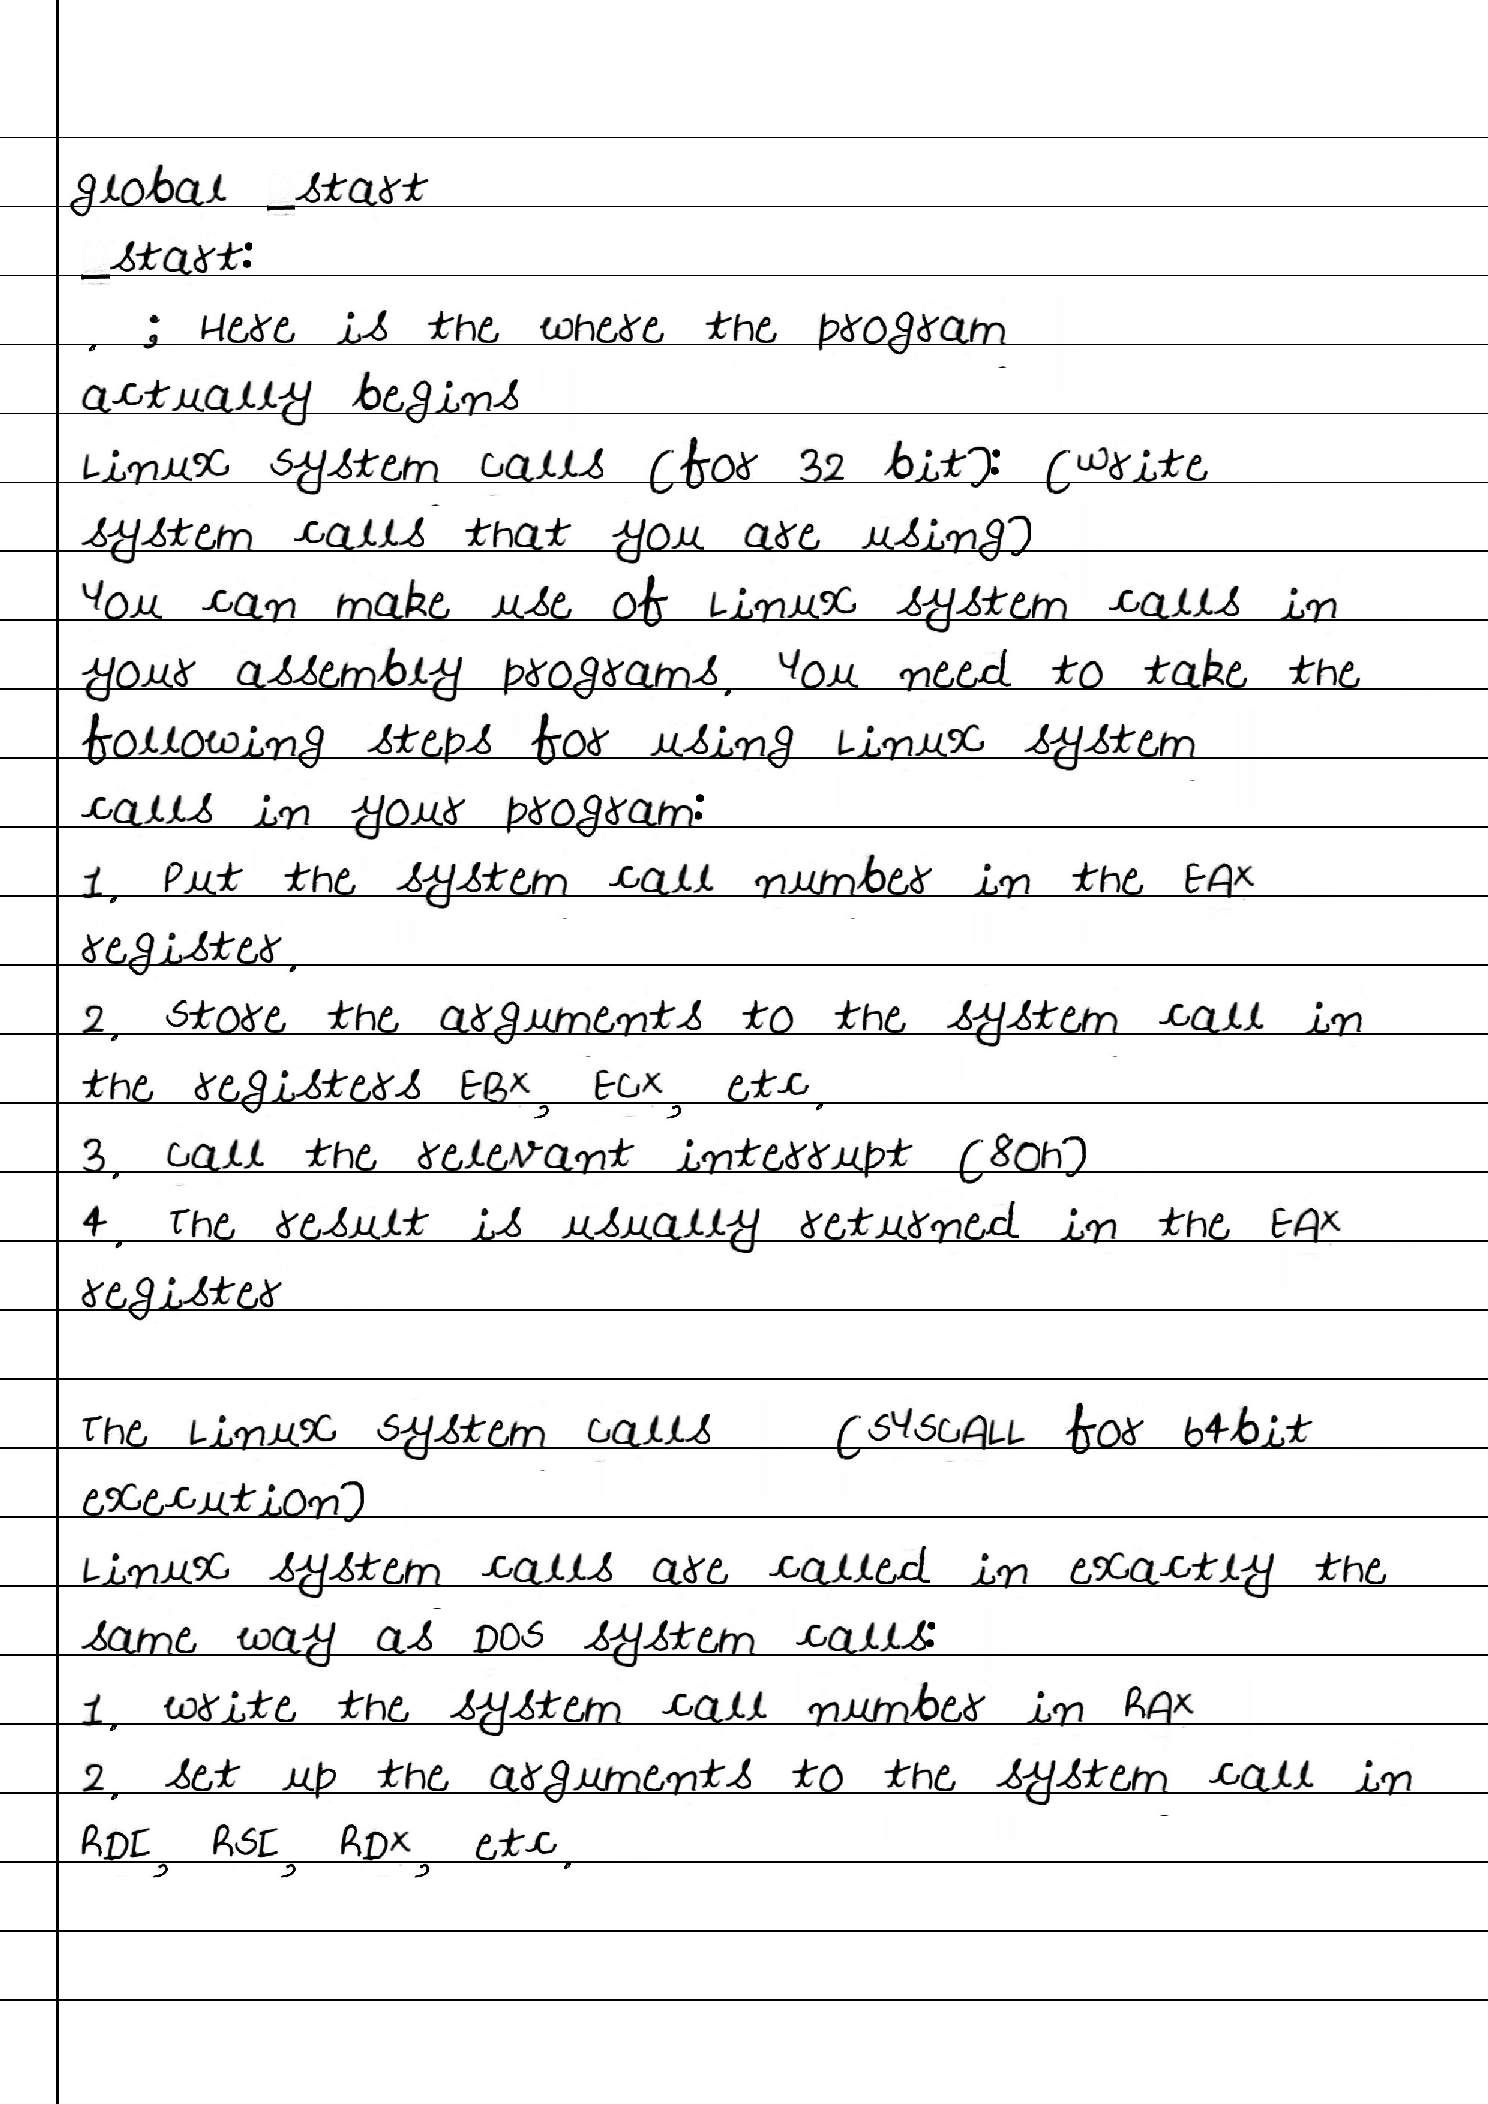 global _start
_start:
. ; Here is the where the program
actually begins
Linux system calls (for 32 bit): (write
system calls that you are using)
You can make use of Linux system calls in
your assembly programs. You need to take the
following steps for using Linux system
calls in your program:
1. Put the system call number in the EAX
register.
2. Store the arguments to the system call in
the registers EBX, ECX, etc.
3. call the relevant interrupt (80h)
4. The result is usually returned in the EAX
register
The Linux system calls (SYSCALL for 64bit
execution)
Linux system calls are called in exactly the
same way as DOS system calls:
1. write the system call number in RAX
2. set up the arguments to the system call in
RDI, RSI, RDX, etc.